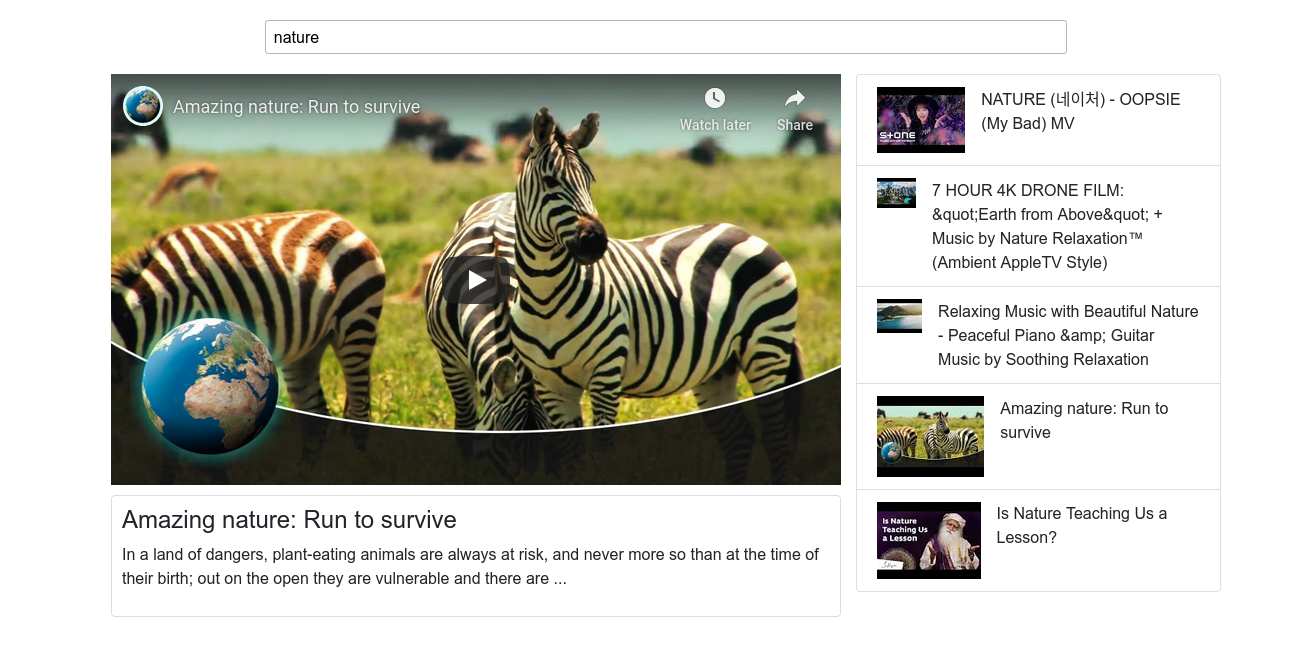 nature
Amazing nature: Run to survive
Watch later
Share
Amazing nature: Run to survive
In a land of dangers, plant-eating animals are always at risk, and never more so than at the time of
their birth; out on the open they are vulnerable and there are ...
S+ONE
NATURE (네이처) - OOPSIE
(My Bad) MV
7 HOUR 4K DRONE FILM:
&quot;Earth from Above&quot; +
Music by Nature Relaxation™
(Ambient AppleTV Style)
Relaxing Music with Beautiful Nature
- Peaceful Piano &amp; Guitar
Music by Soothing Relaxation
Amazing nature: Run to
survive
Is Nature
Teaching Us
a Lesson?
Is Nature Teaching Us a
Lesson?